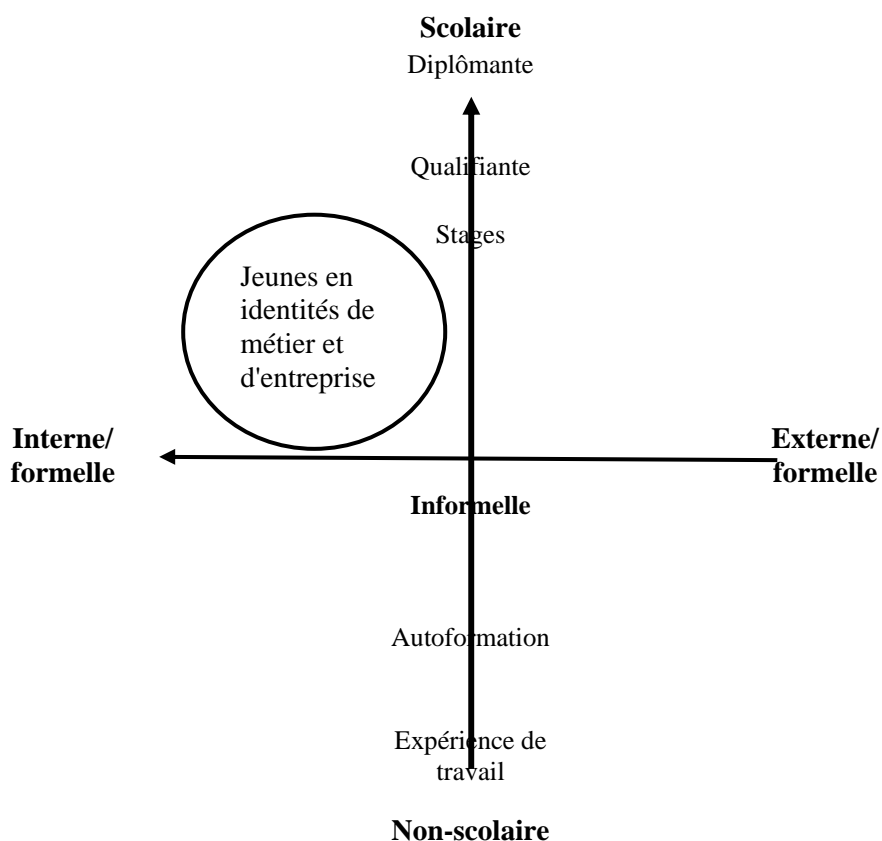 Scolaire
Diplômante
Qualifiante
Stages
Jeunes en
identités de
métier et
d'entreprise
Interne/
formelle
Externe/
formelle
Informelle
Autoformation
Expérience de
travail
Non-scolaire